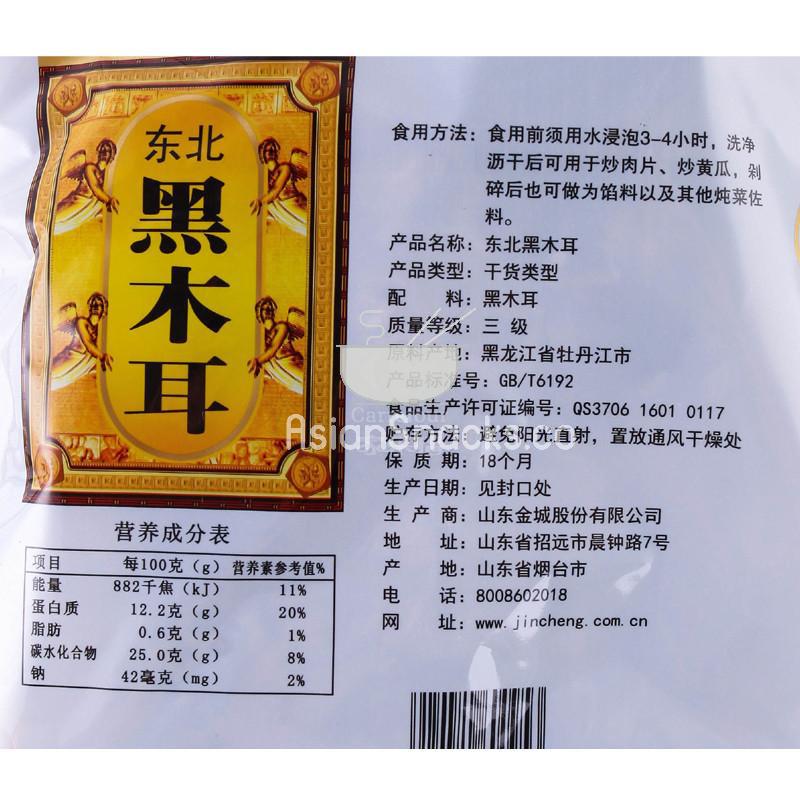 东北
黑木耳
食用方法：食用前须用水浸泡3-4小时，洗净
沥干后可用于炒肉片、炒黄瓜，剁
碎后也可做为馅料以及其他炖菜佐
料。
产品名称：东北黑木耳
产品类型：干货类型
配 料：黑木耳
质量等级：三 级
原料产地：黑龙江省牡丹江市
产品标准号：GB/T6192
食品生产许可证编号：QS3706 1601 0117
贮存方法：避免阳光直射，置放通风干燥处
保 质 期：18个月
生产日期：见封口处
生 产 商：山东金城股份有限公司
地 址：山东省招远市晨钟路7号
产 地：山东省烟台市
电 话：8008602018
网 址：www.jincheng.com.cn
营养成分表
项目 每100克（g） 营养素参考值%
能量 882千焦（kJ） 11%
蛋白质 12.2克（g） 20%
脂肪 0.6克（g） 1%
碳水化合物 25.0克（g） 8%
钠 42毫克（mg） 2%
AsianSnacks.co